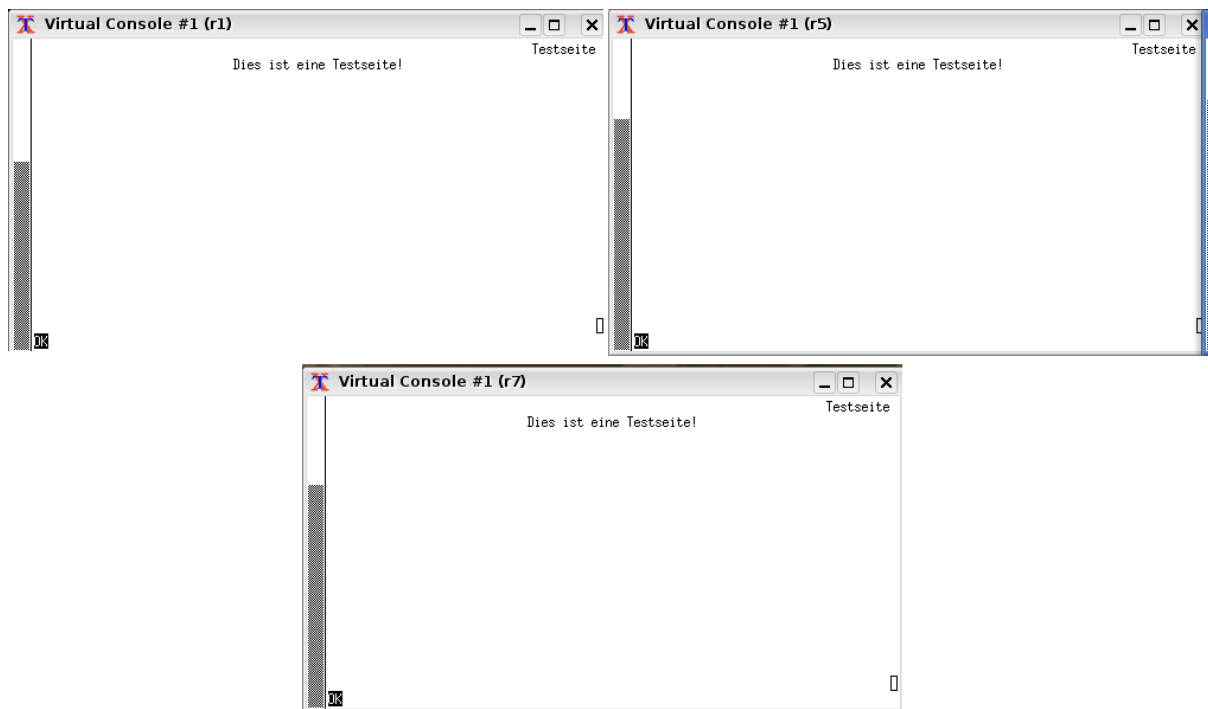 Virtual Console #1 (r1)
Testseite
Dies ist eine Testseite!
OK
Virtual Console #1 (r5)
Testseite
Dies ist eine Testseite!
OK
Virtual Console #1 (r7)
Testseite
Dies ist eine Testseite!
OK